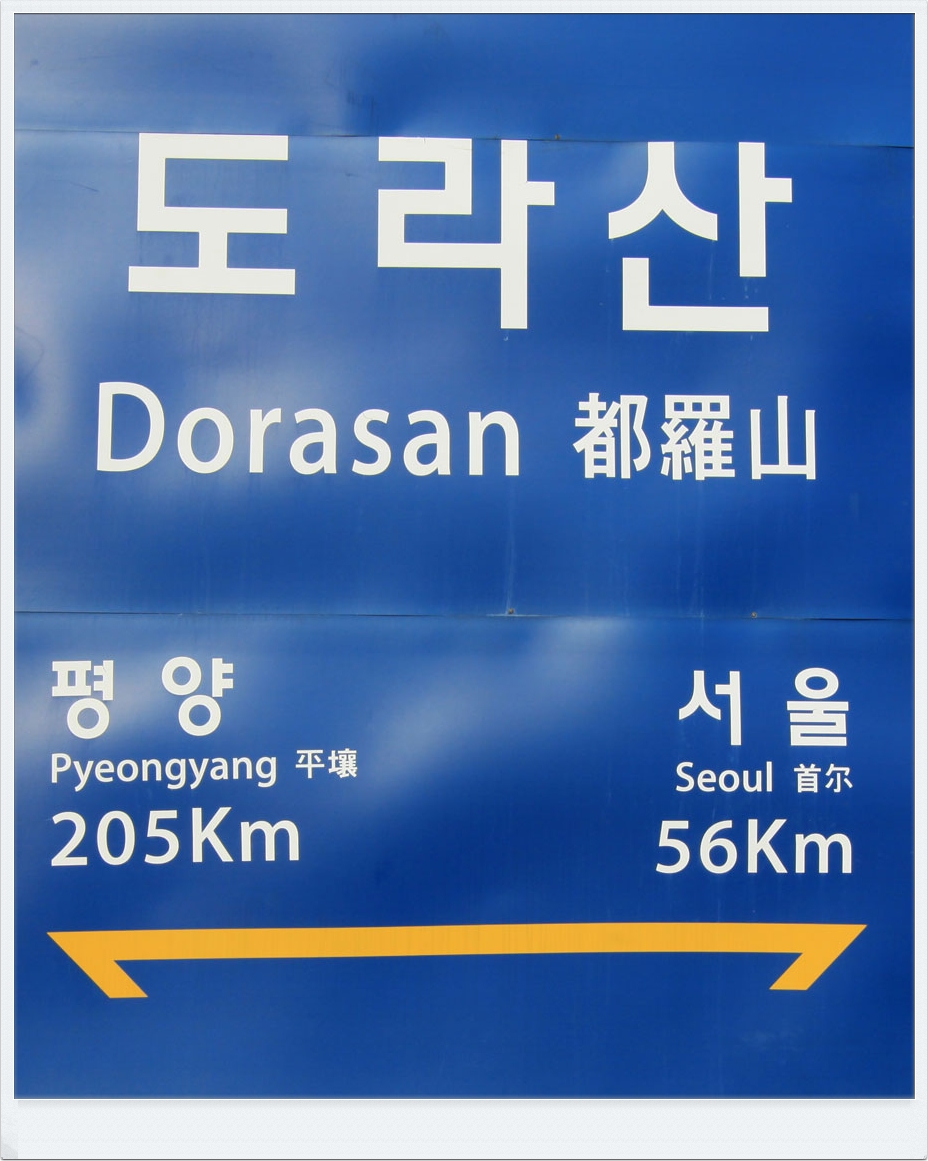 도라산
Dorasan 都羅山
평양 서울
Pyeongyang 平壤 Seoul 首尔
205Km 56Km